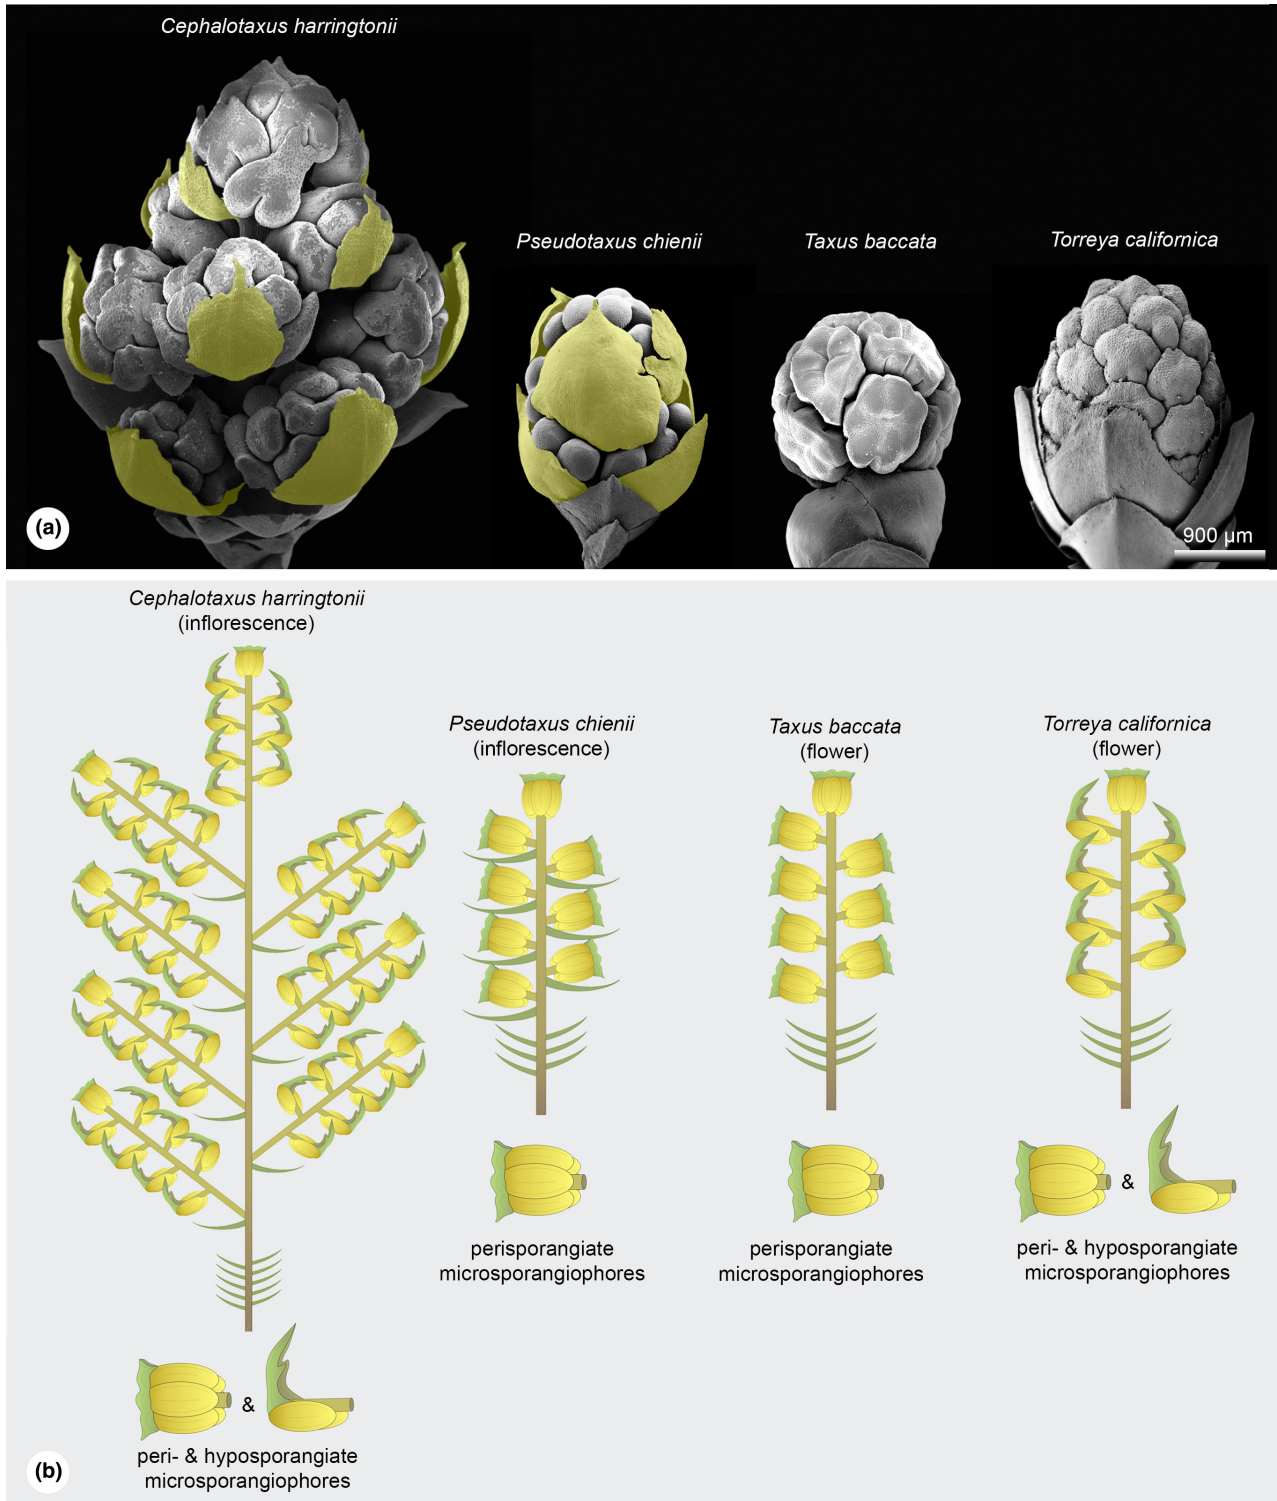 Cephalotaxus harringtonii
Pseudotaxus chienii
Taxus baccata
Torreya californica
900 µm
(a)
Cephalotaxus harringtonii
(inflorescence)
Pseudotaxus chienii
(inflorescence)
Taxus baccata
(flower)
Torreya californica
(flower)
&
perisporangiate
microsporangiophores
perisporangiate
microsporangiophores
peri- & hyposporangiate
microsporangiophores
&
peri- & hyposporangiate
microsporangiophores
(b)